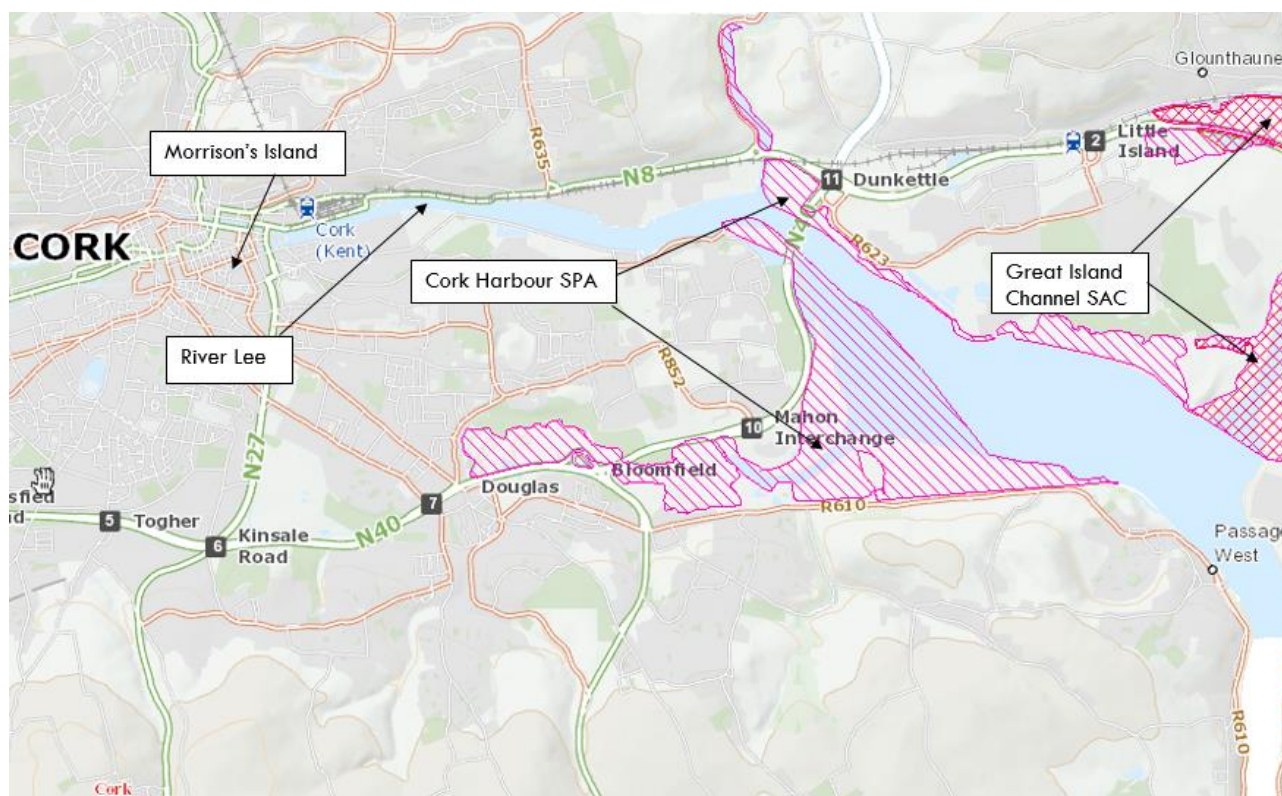 Glounthaune
Morrison's Island
R635
2
Little
Island
N8
11
Dunkettle
Cork
(Kent)
CORK
N40
R623
Cork Harbour SPA
Great Island
Channel SAC
River Lee
R852
10
Mahon
Interchange
N27
Bloomfield
Douglas
7
R610
5
Togher
6
Kinsale
Road
N40
Passage
West
R610
Cork